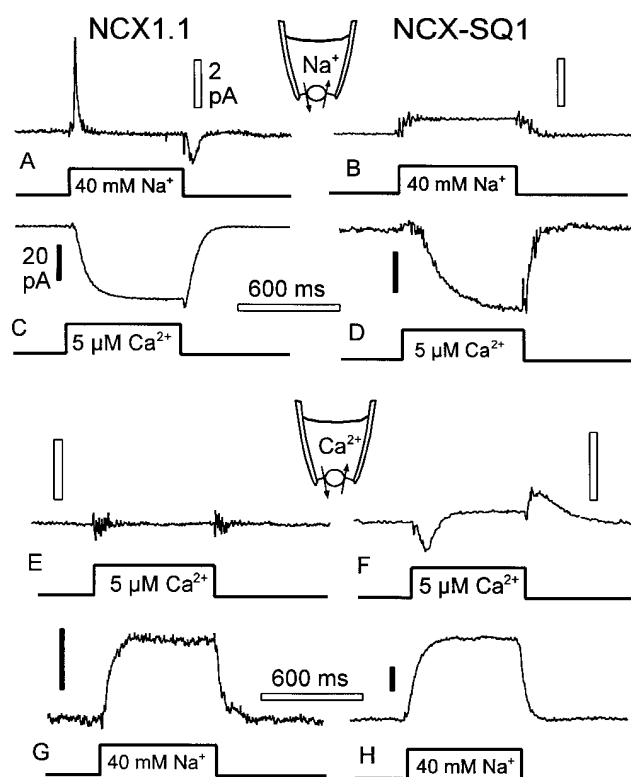 NCX1.1
NCX-SQ1
2
pA
Na⁺
A
40 mM Na⁺
B
40 mM Na⁺
20
pA
600 ms
C
5 µM Ca²⁺
D
5 µM Ca²⁺
Ca²⁺
E
5 µM Ca²⁺
F
5 µM Ca²⁺
600 ms
G
40 mM Na⁺
H
40 mM Na⁺